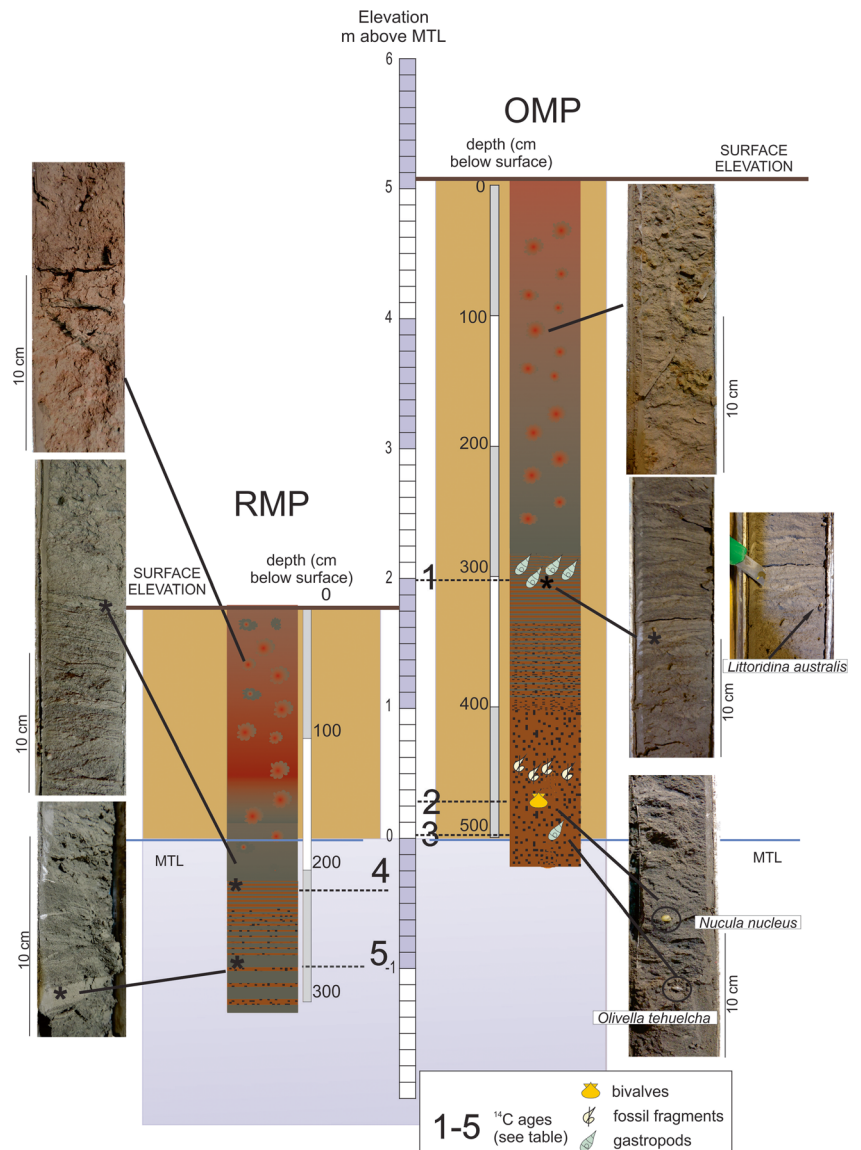 Elevation
m above MTL
6
5
4
3
2
1
0
-1
OMP
depth (cm
below surface)
SURFACE
ELEVATION
0
100
200
300
400
500
10 cm
10 cm
10 cm
Littoridina australis
Nucula nucleus
Olivella tehuelcha
MTL
RMP
SURFACE
ELEVATION
depth (cm
below surface)
0
100
200
300
10 cm
10 cm
10 cm
MTL
1
2
3
4
5
*
*
*
*
*
*
1-5
14C ages
(see table)
bivalves
fossil fragments
gastropods